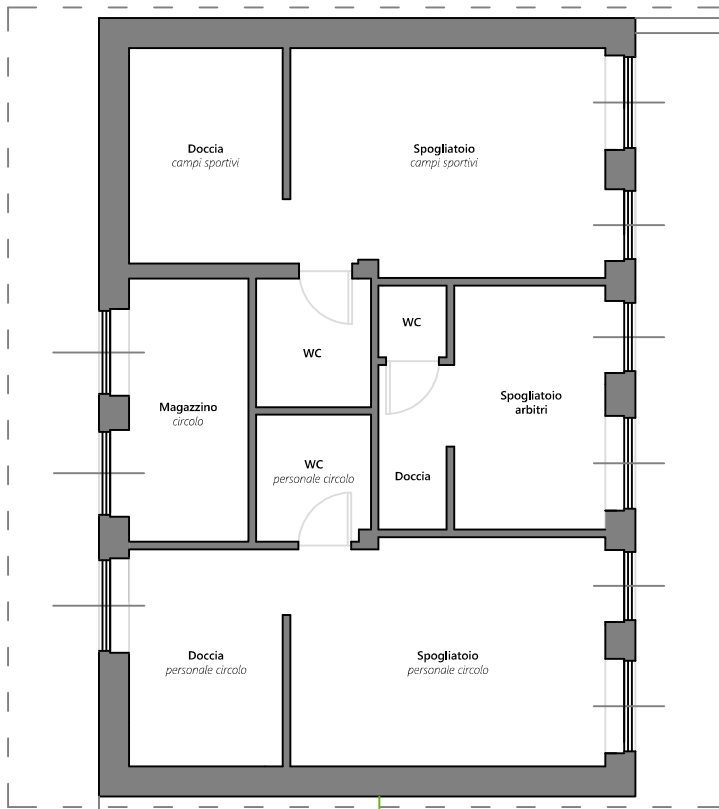 Doccia
campi sportivi
Spogliatoio
campi sportivi
WC
WC
Magazzino
circolo
Spogliatoio
arbitri
WC
personale circolo
Doccia
Doccia
personale circolo
Spogliatoio
personale circolo